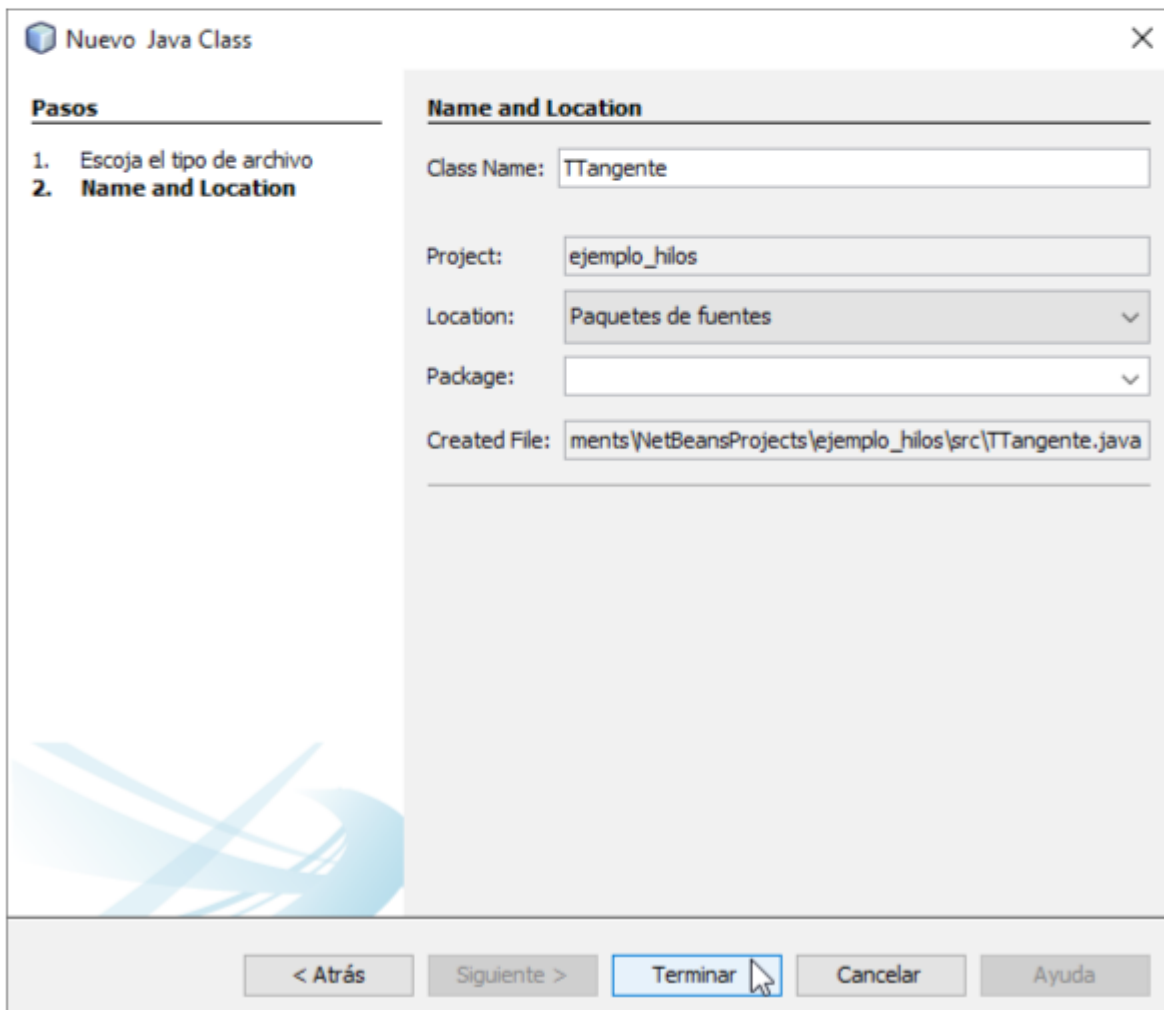 Nuevo Java Class
Pasos
1. Escoja el tipo de archivo
2. Name and Location
Name and Location
Class Name: TTangente
Project: ejemplo_hilos
Location: Paquetes de fuentes
Package:
Created File: ments\NetBeansProjects\ejemplo_hilos\src\TTangente.java
< Atrás Siguiente > Terminar Cancelar Ayuda